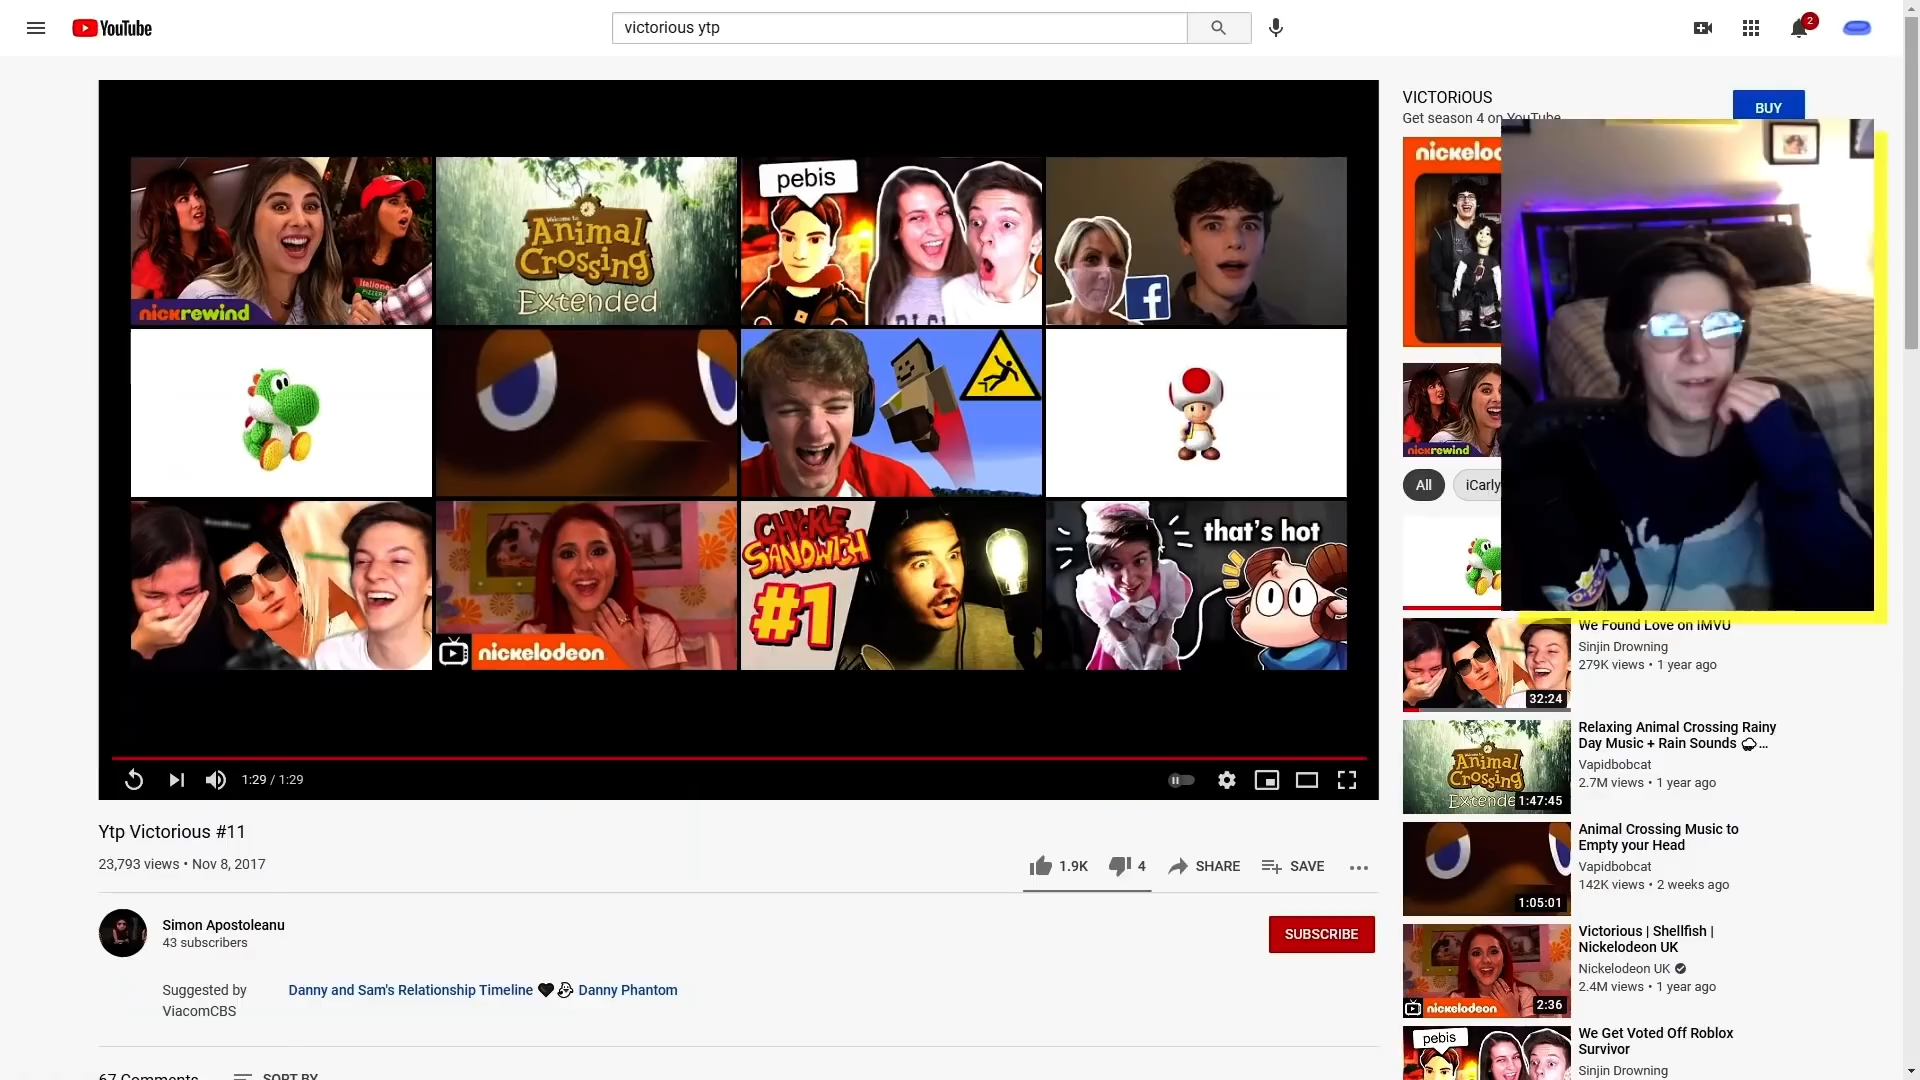 YouTube
victorious ytp
2
VICTORiOUS
Get season 4 on YouTube
BUY
nickrewind
Welcome to
Animal
Crossing
Extended
pebis
f
nickeloc
nickrewind
All
iCarly
nickelodeon
CHUCKLE
SANDWICH
#1
that's hot
We Found Love on IMVU
Sinjin Drowning
279K views • 1 year ago
32:24
Relaxing Animal Crossing Rainy
Day Music + Rain Sounds 🌧...
Vapidbobcat
2.7M views • 1 year ago
Animal
Crossing
Extende
1:47:45
1:29 / 1:29
Ytp Victorious #11
23,793 views • Nov 8, 2017
1.9K
4
SHARE
SAVE
Animal Crossing Music to
Empty your Head
Vapidbobcat
142K views • 2 weeks ago
1:05:01
Simon Apostoleanu
43 subscribers
SUBSCRIBE
Victorious | Shellfish |
Nickelodeon UK
Nickelodeon UK
2.4M views • 1 year ago
nickelodeon
2:36
Suggested by
ViacomCBS
Danny and Sam's Relationship Timeline 🖤👻 Danny Phantom
We Get Voted Off Roblox
Survivor
Sinjin Drowning
pebis
67 Comments
SORT BY